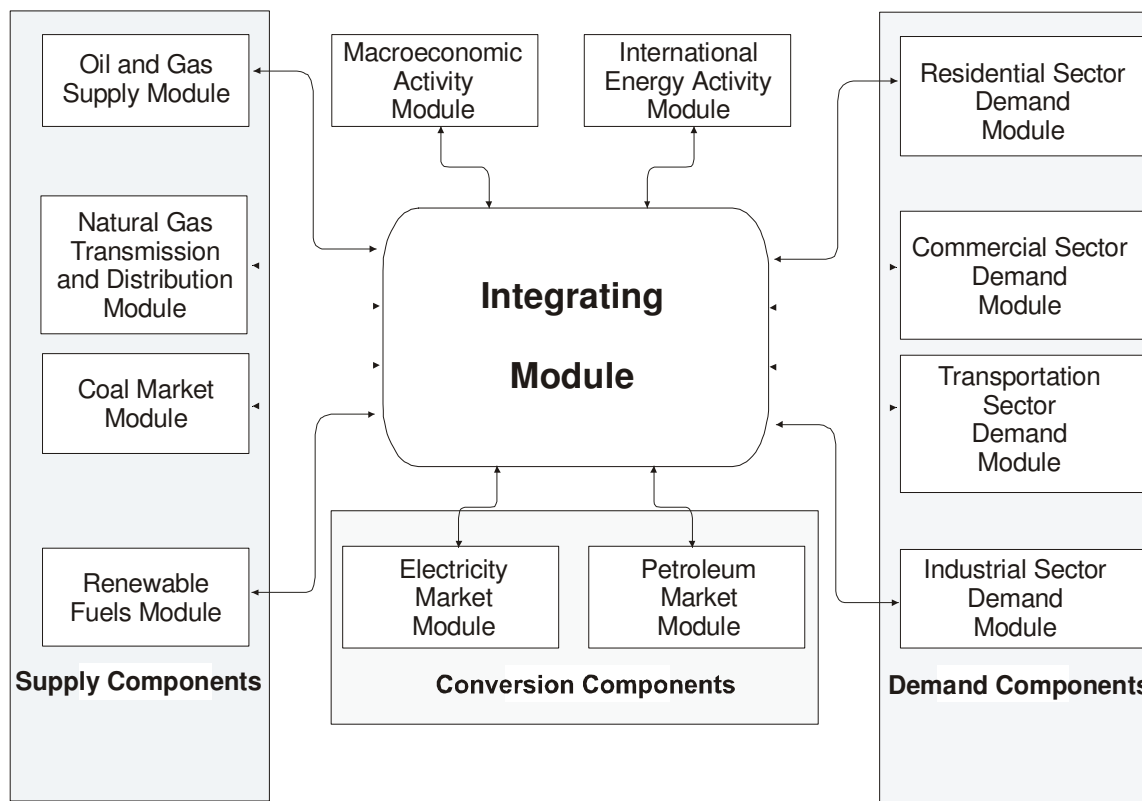 Oil and Gas
Supply Module
Natural Gas
Transmission
and Distribution
Module
Coal Market
Module
Renewable
Fuels Module
Supply Components
Macroeconomic
Activity
Module
International
Energy Activity
Module
Integrating
Module
Electricity
Market
Module
Petroleum
Market
Module
Conversion Components
Residential Sector
Demand
Module
Commercial Sector
Demand
Module
Transportation
Sector
Demand
Module
Industrial Sector
Demand
Module
Demand Components